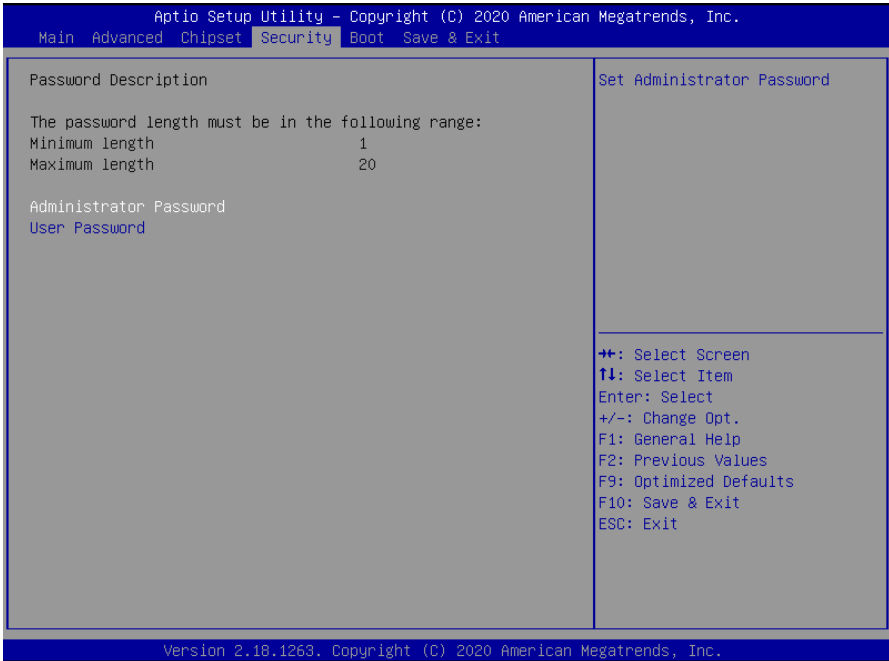 Aptio Setup Utility – Copyright (C) 2020 American Megatrends, Inc.
Main Advanced Chipset Security Boot Save & Exit
Password Description
The password length must be in the following range:
Minimum length 1
Maximum length 20
Administrator Password
User Password
Set Administrator Password
→←: Select Screen
↑↓: Select Item
Enter: Select
+/-: Change Opt.
F1: General Help
F2: Previous Values
F9: Optimized Defaults
F10: Save & Exit
ESC: Exit
Version 2.18.1263. Copyright (C) 2020 American Megatrends, Inc.